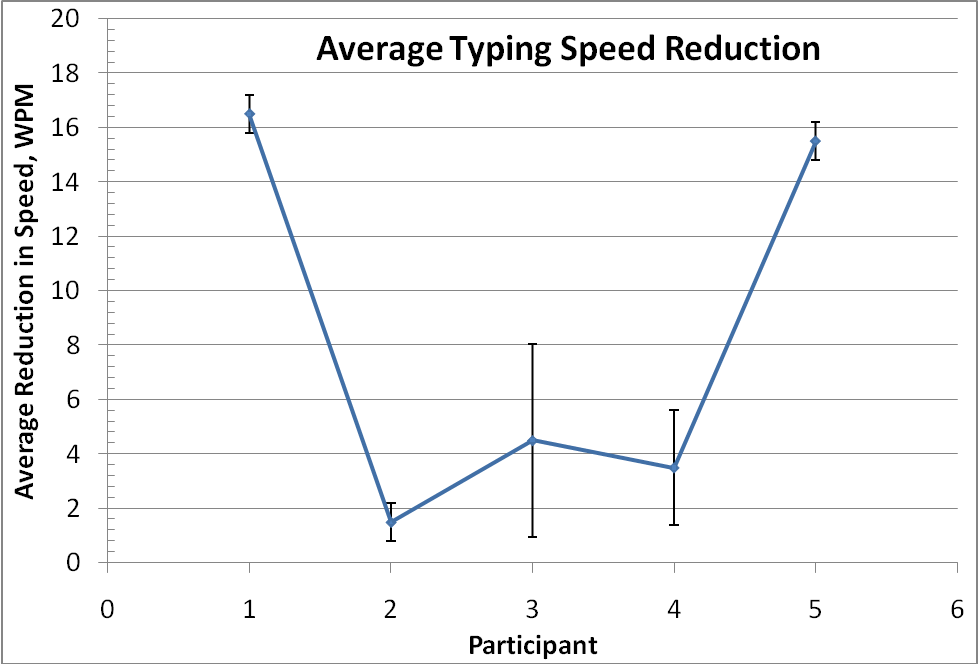 Average Typing Speed Reduction
Average Reduction in Speed, WPM
20
18
16
14
12
10
8
6
4
2
0
0 1 2 3 4 5 6
Participant